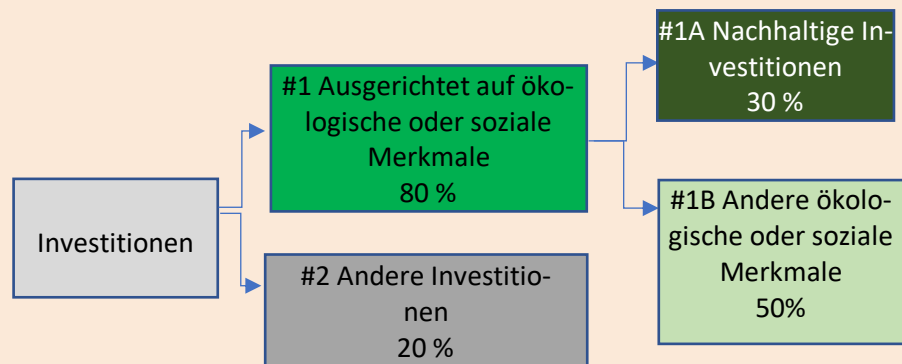 Investitionen
#1 Ausgerichtet auf öko-
logische oder soziale
Merkmale
80 %
#2 Andere Investitio-
nen
20 %
#1A Nachhaltige In-
vestitionen
30 %
#1B Andere ökolo-
gische oder soziale
Merkmale
50%